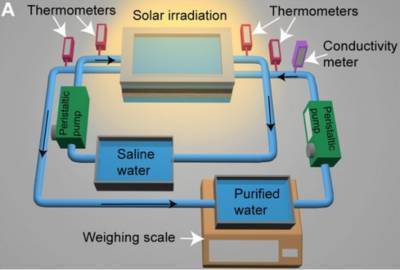 A
Thermometers
Solar irradiation
Thermometers
Conductivity
meter
Peristaltic
pump
Peristaltic
pump
Saline
water
Purified
water
Weighing scale